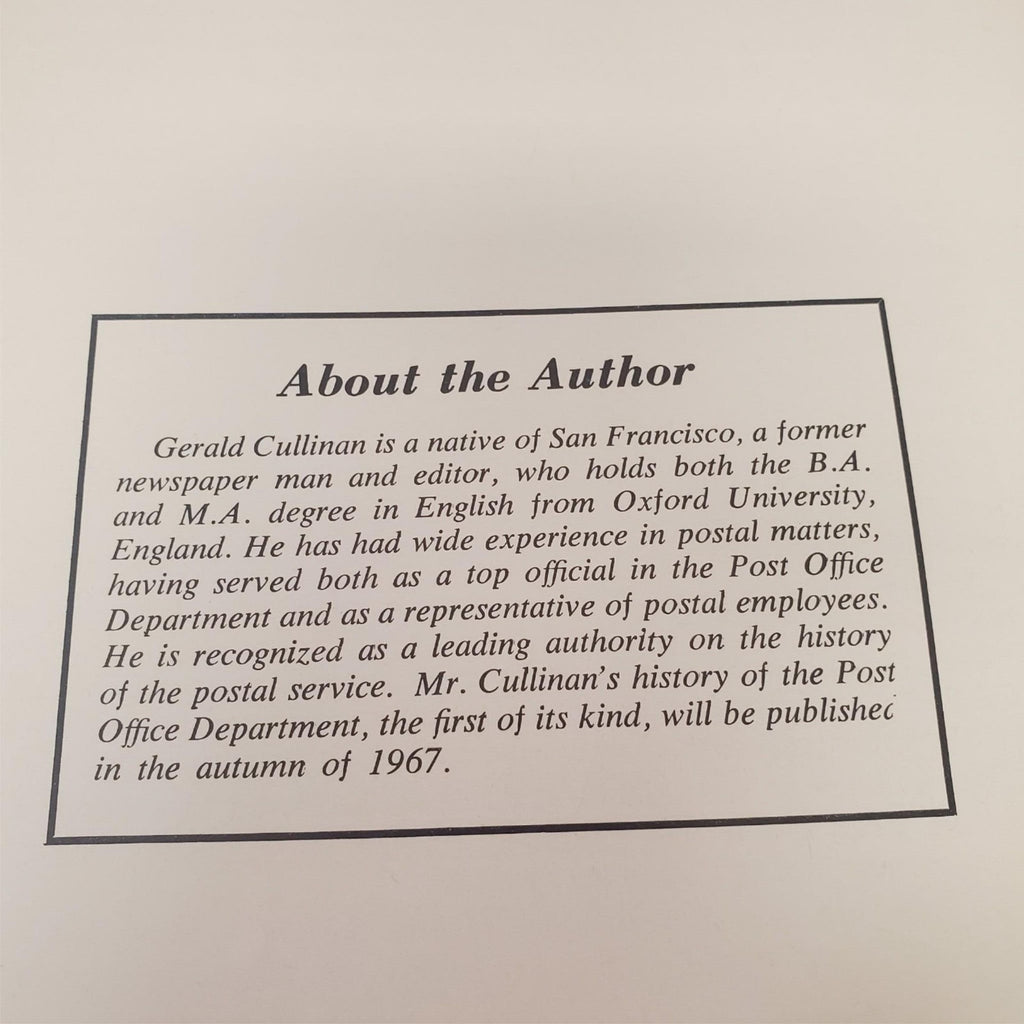 About the Author
Gerald Cullinan is a native of San Francisco, a former
newspaper man and editor, who holds both the B.A.
and M.A. degree in English from Oxford University,
England. He has had wide experience in postal matters,
having served both as a top official in the Post Office
Department and as a representative of postal employees.
He is recognized as a leading authority on the history
of the postal service. Mr. Cullinan's history of the Post
Office Department, the first of its kind, will be published
in the autumn of 1967.